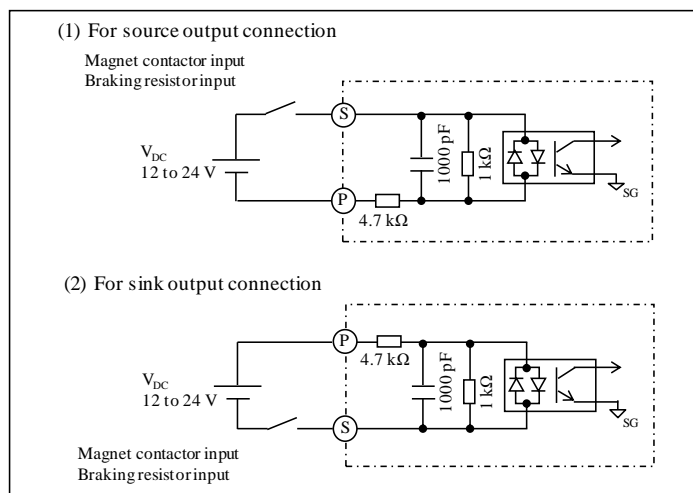 (1) For source output connection
Magnet contactor input
Braking resistor input
S
VDC
12 to 24 V
1000 pF
1 kΩ
SG
P
4.7 kΩ
(2) For sink output connection
P
4.7 kΩ
VDC
12 to 24 V
1000 pF
1 kΩ
SG
S
Magnet contactor input
Braking resistor input